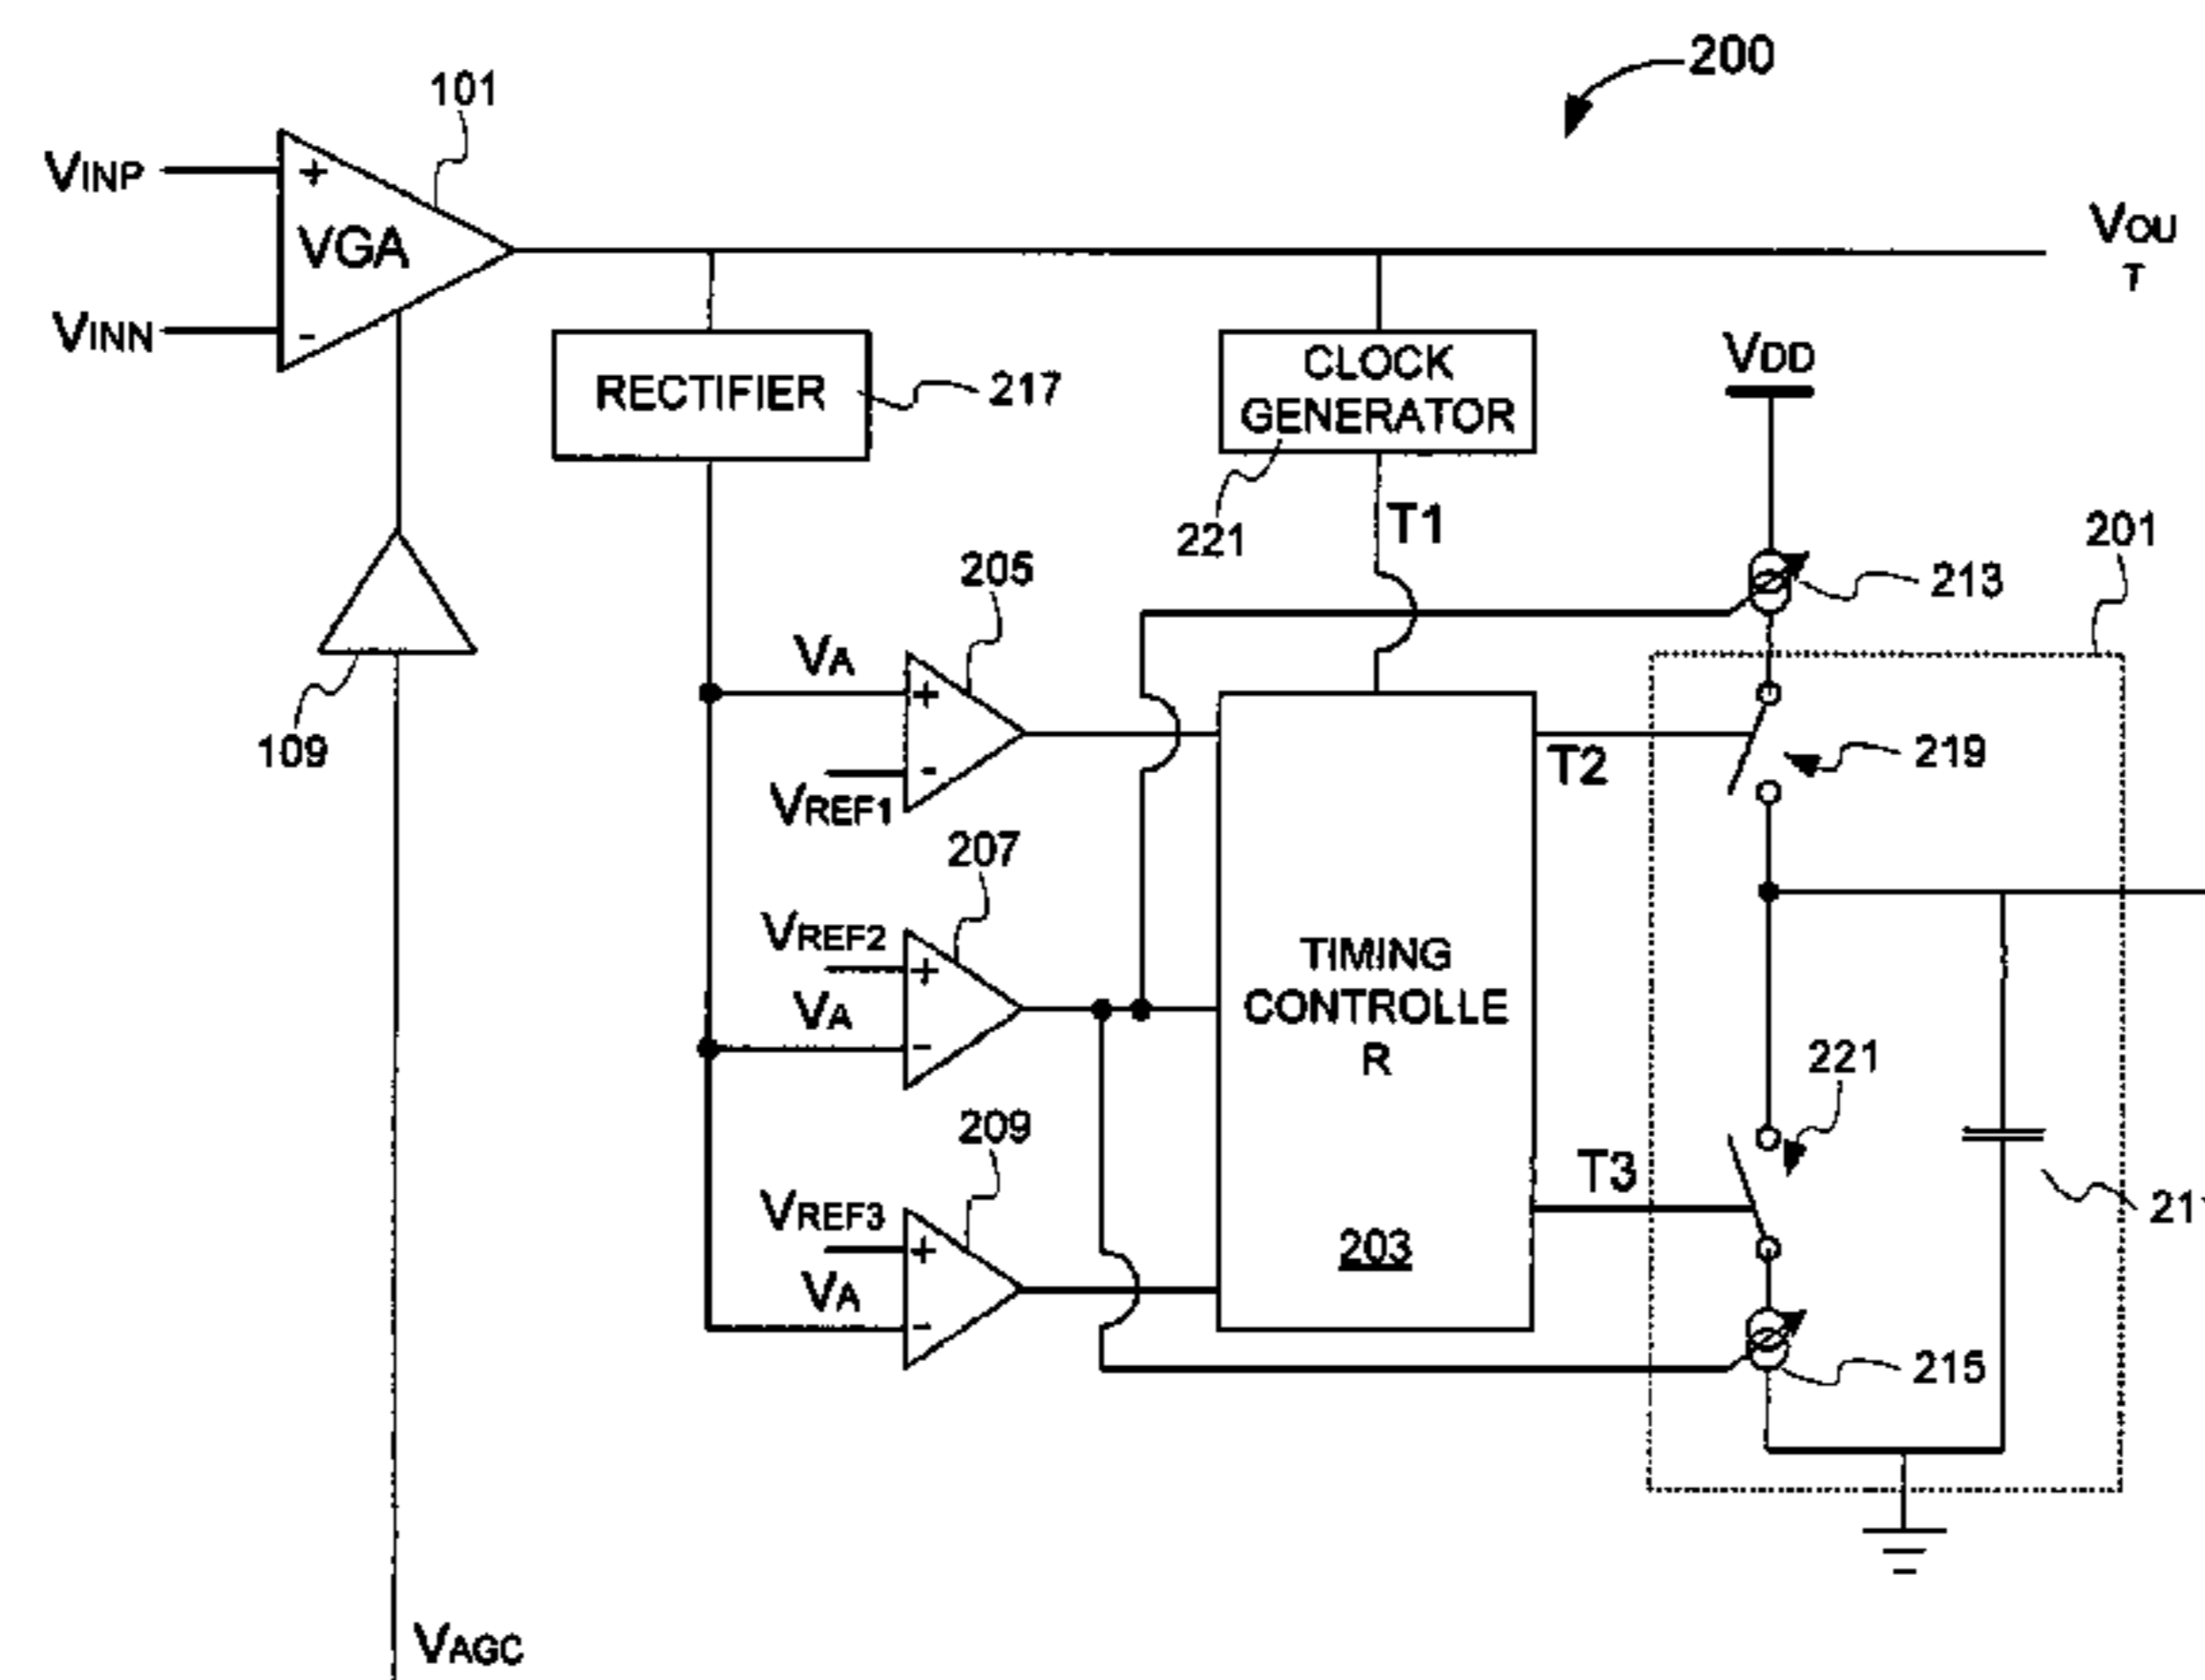 200
101
VINP
+
VGA
VINN
-
VOU
T
RECTIFIER
217
CLOCK
GENERATOR
221
T1
VDD
201
213
205
VA
+
-
VREF1
109
T2
219
207
VREF2
+
VA
-
TIMING
CONTROLLE
R
203
221
209
VREF3
+
VA
-
T3
215
VAGC